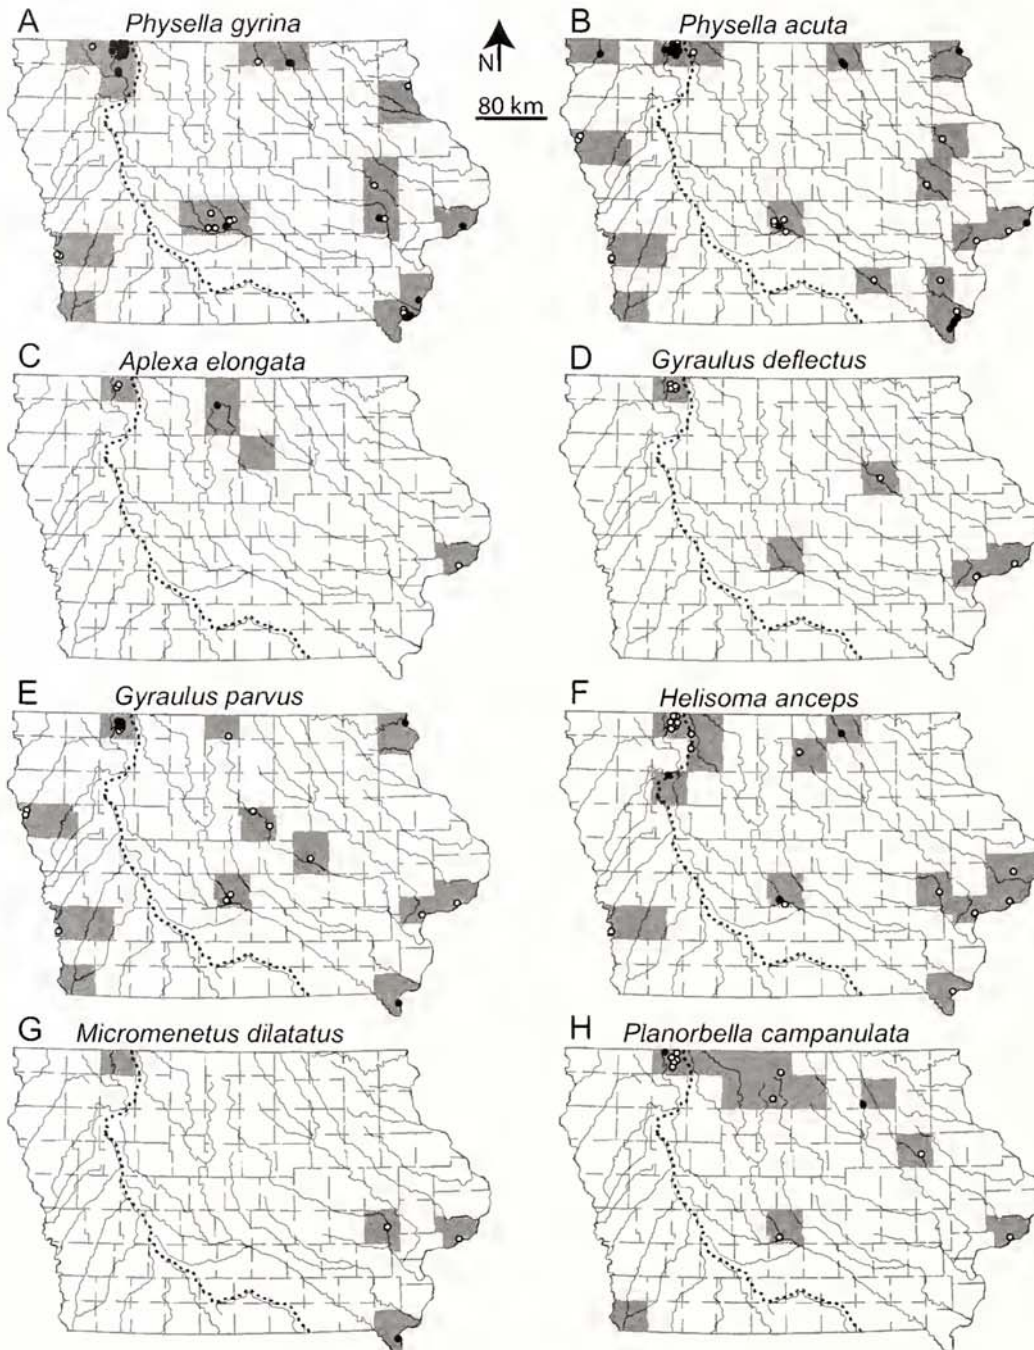 A Physella gyrina
N
80 km
B Physella acuta
C Aplexa elongata
D Gyraulus deflectus
E Gyraulus parvus
F Helisoma anceps
G Micromenetus dilatatus
H Planorbella campanulata